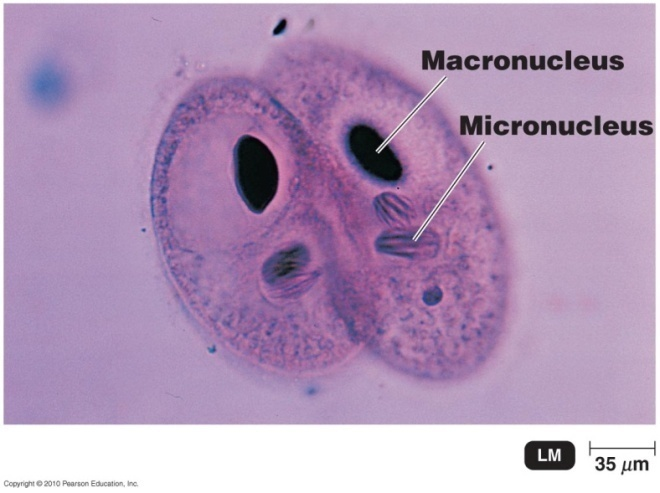 Macronucleus
Micronucleus
LM
35 μm
Copyright © 2010 Pearson Education, Inc.